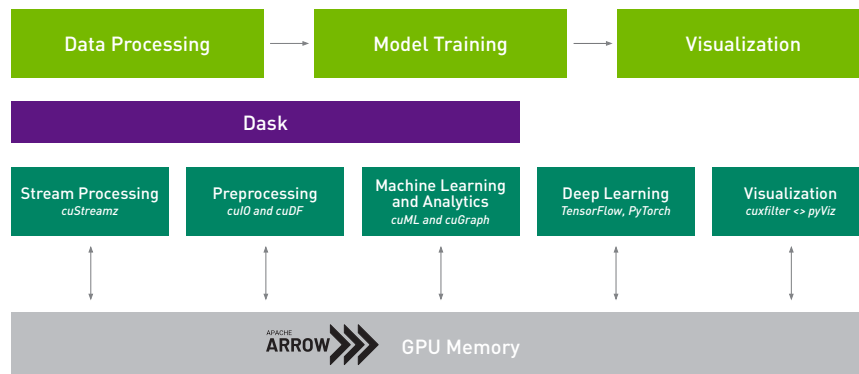 Data Processing
Model Training
Visualization
Dask
Stream Processing
cuStreamz
Preprocessing
cuIO and cuDF
Machine Learning
and Analytics
cuML and cuGraph
Deep Learning
TensorFlow, PyTorch
Visualization
cuxfilter <> pyViz
APACHE
ARROW
GPU Memory